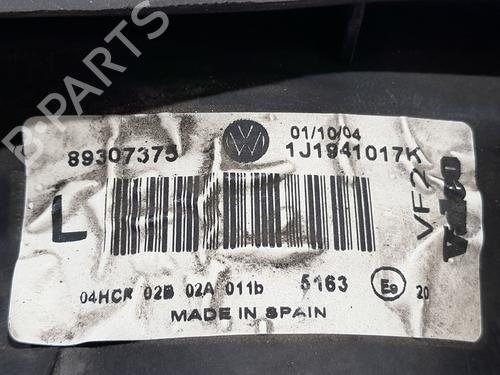 B-PARTS
01/10/04
89307375
1J1941017K
L
VF2
Valeo
04HCR 02B 02A 011b 5163 E9 20
MADE IN SPAIN